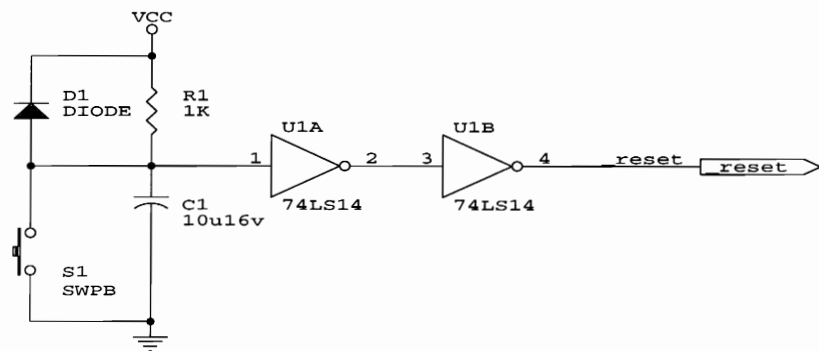 VCC
D1
DIODE
R1
1K
U1A
1
2
74LS14
U1B
3
4
74LS14
_reset
_reset
C1
10u16v
S1
SWPB